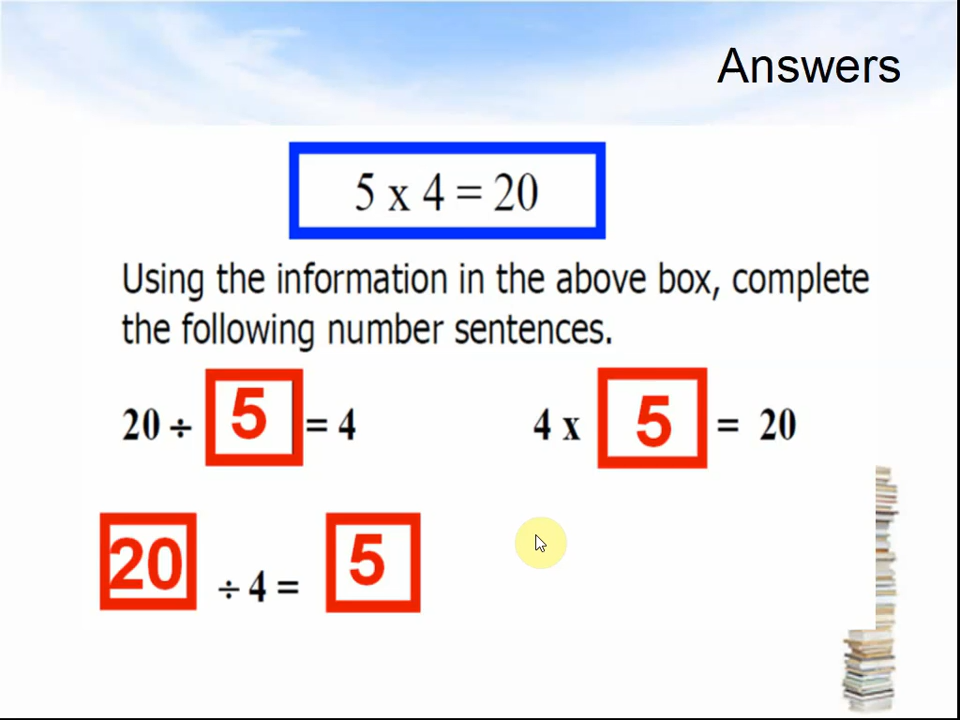 Answers
5 x 4 = 20
Using the information in the above box, complete
the following number sentences.
20 ÷ 5 = 4
4 x 5 = 20
20 ÷ 4 = 5